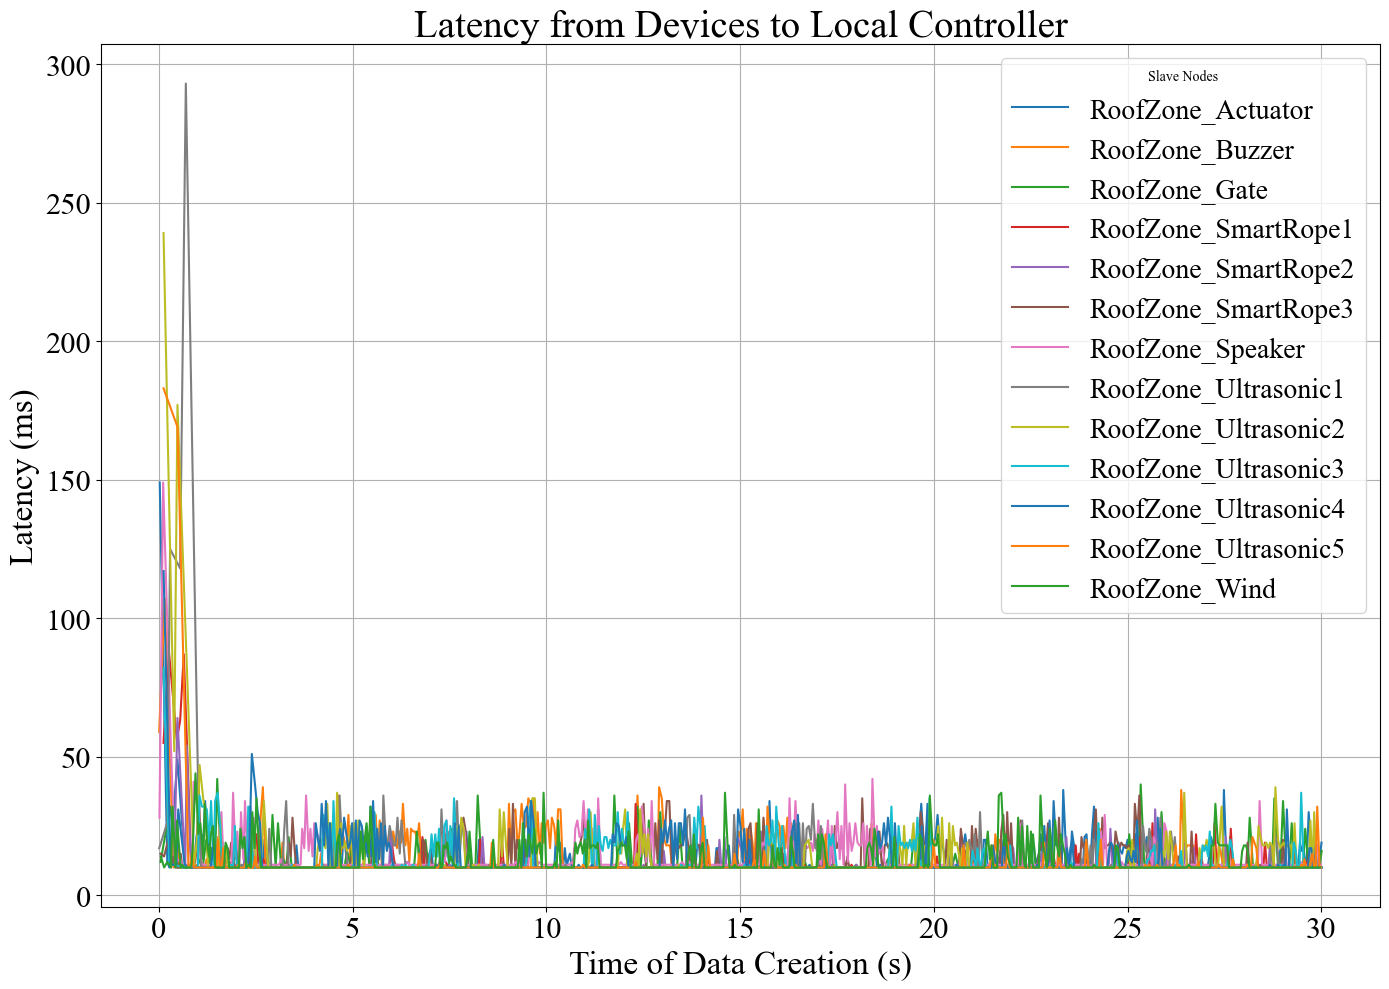 Latency from Devices to Local Controller
300
250
200
150
100
50
0
Latency (ms)
Slave Nodes
RoofZone_Actuator
RoofZone_Buzzer
RoofZone_Gate
RoofZone_SmartRope1
RoofZone_SmartRope2
RoofZone_SmartRope3
RoofZone_Speaker
RoofZone_Ultrasonic1
RoofZone_Ultrasonic2
RoofZone_Ultrasonic3
RoofZone_Ultrasonic4
RoofZone_Ultrasonic5
RoofZone_Wind
0 5 10 15 20 25 30
Time of Data Creation (s)